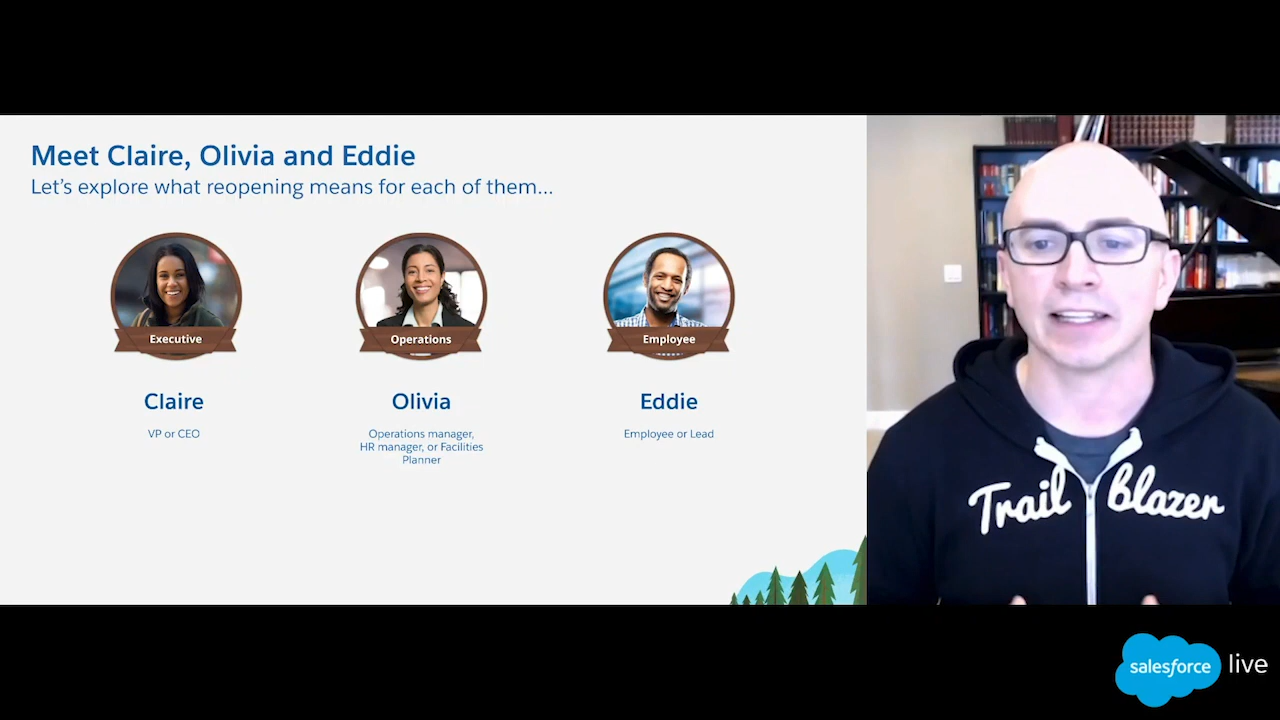 Meet Claire, Olivia and Eddie
Let's explore what reopening means for each of them...
Executive
Operations
Employee
Claire
Olivia
Eddie
VP or CEO
Operations manager,
HR manager, or Facilities
Planner
Employee or Lead
Trail blazer
salesforce live